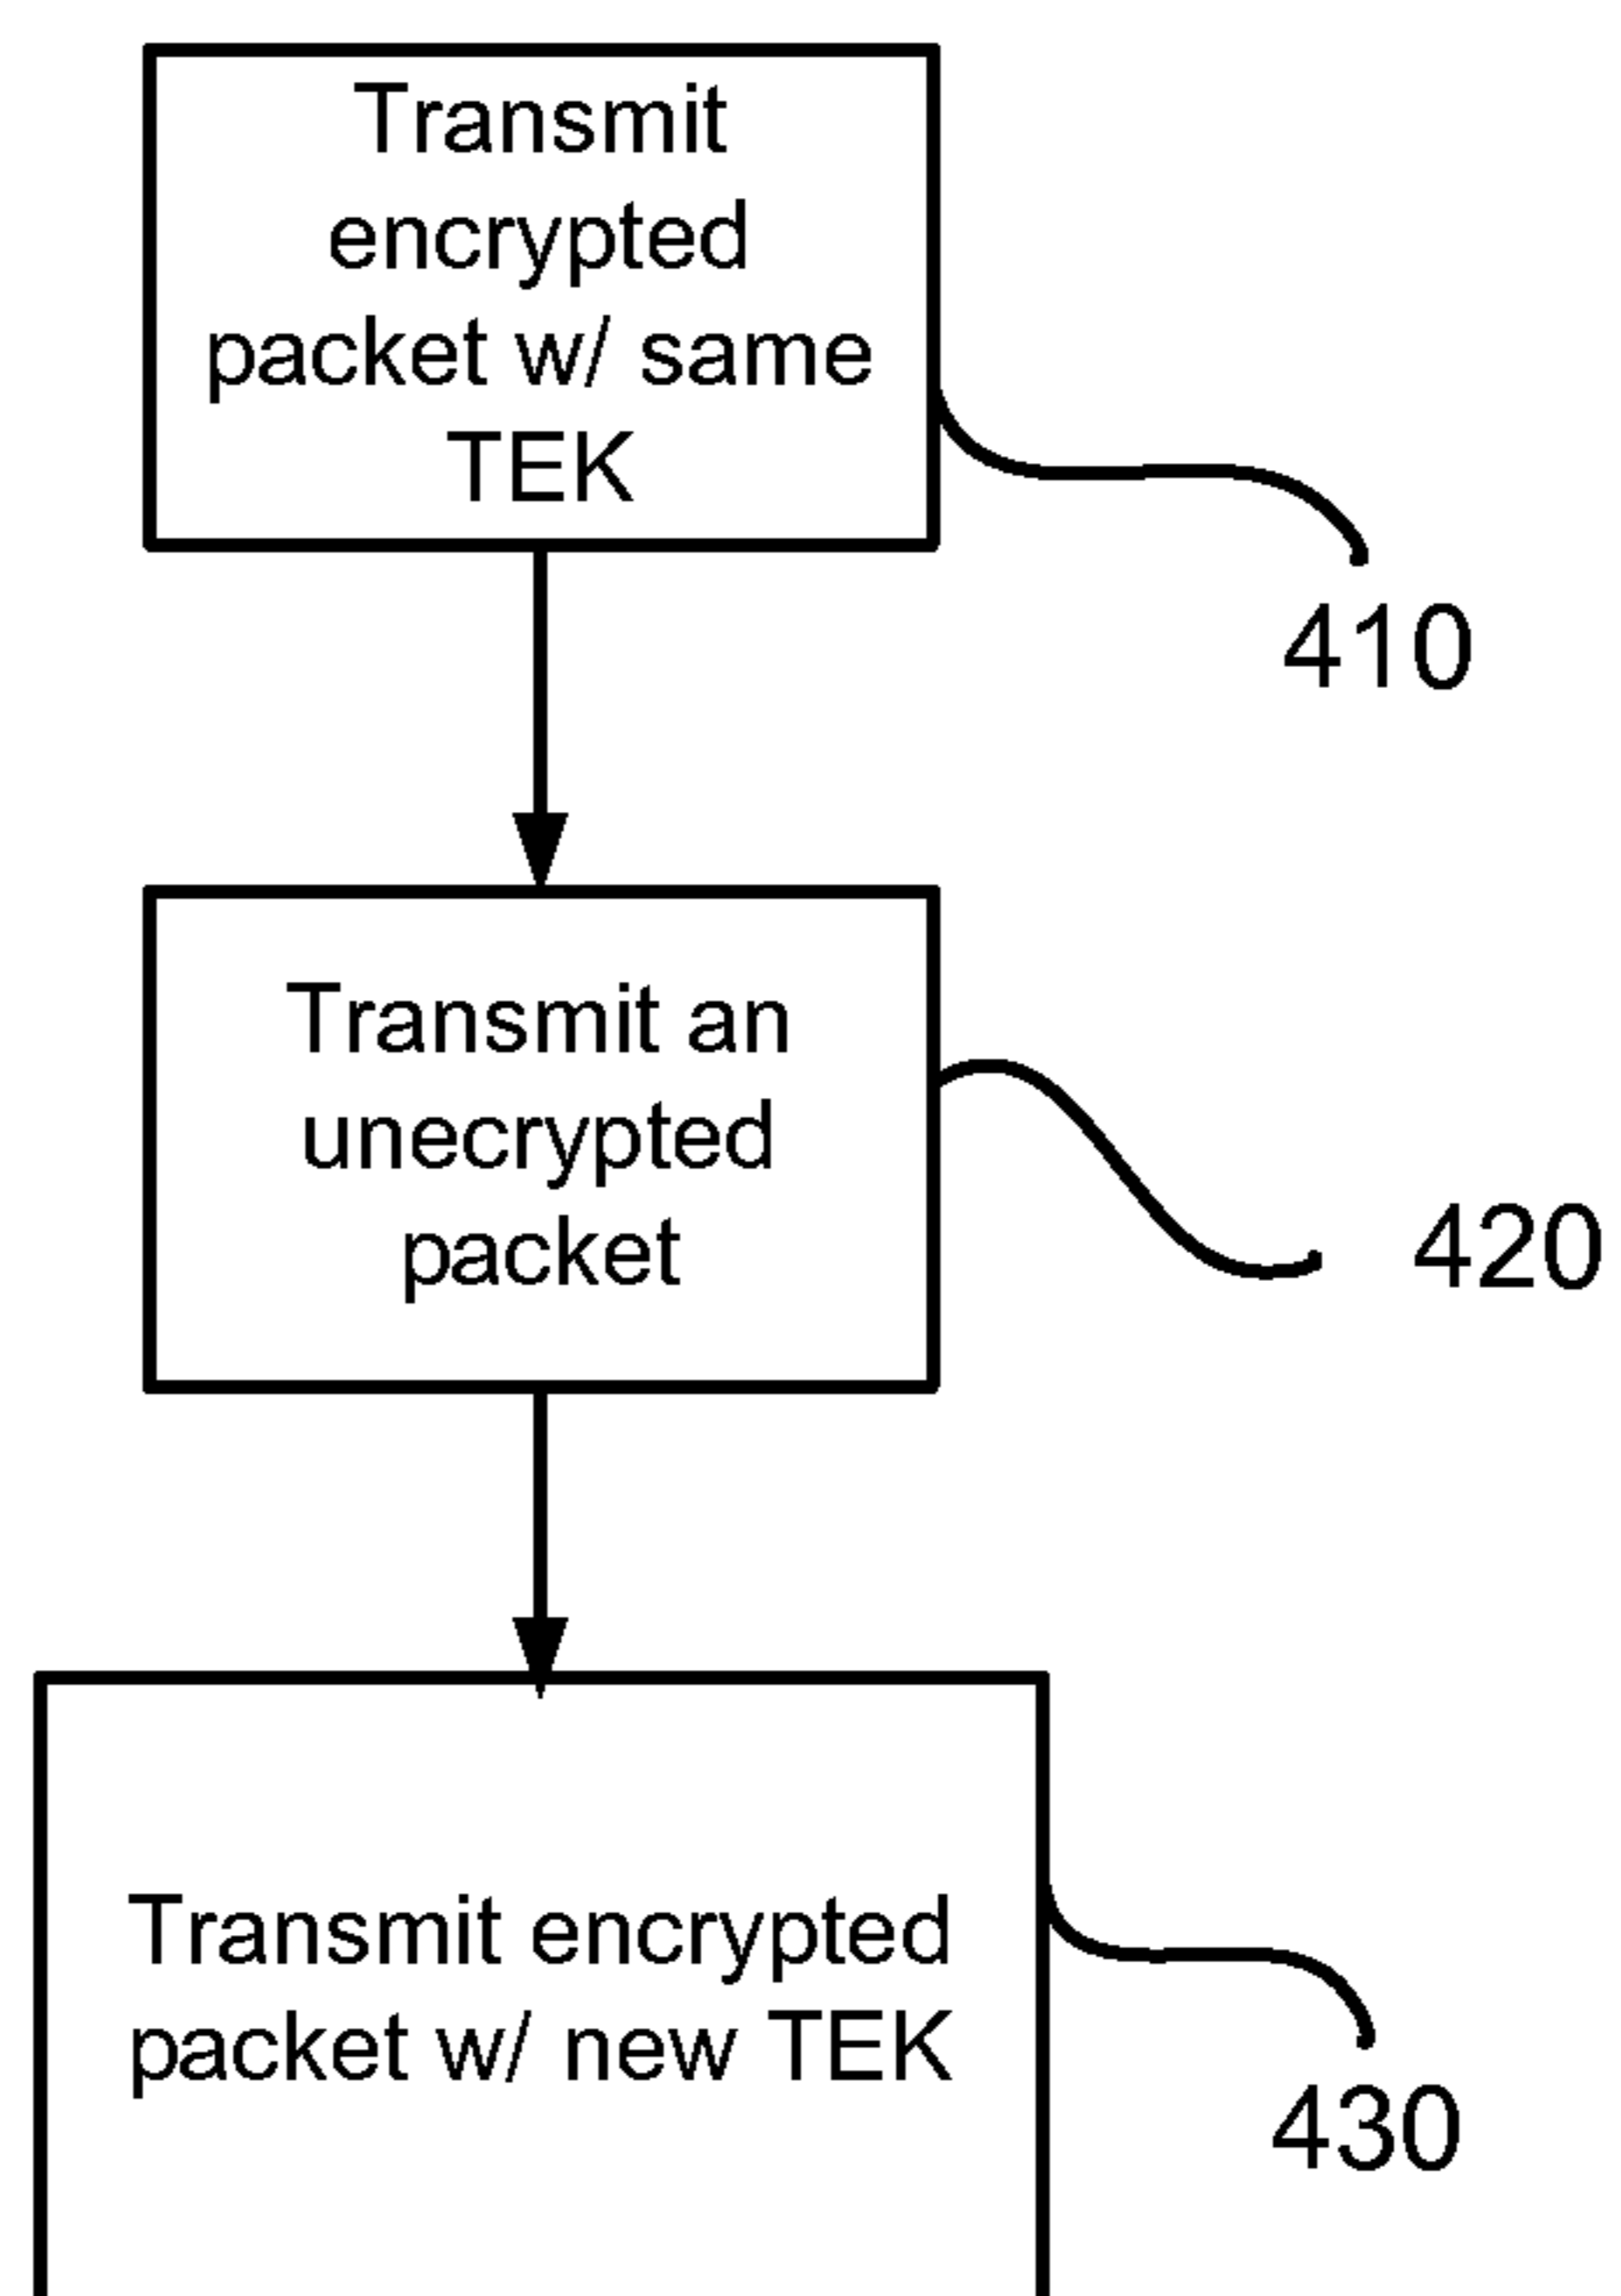 Transmit
encrypted
packet w/ same
TEK
410
Transmit an
unecrypted
packet
420
Transmit encrypted
packet w/ new TEK
430